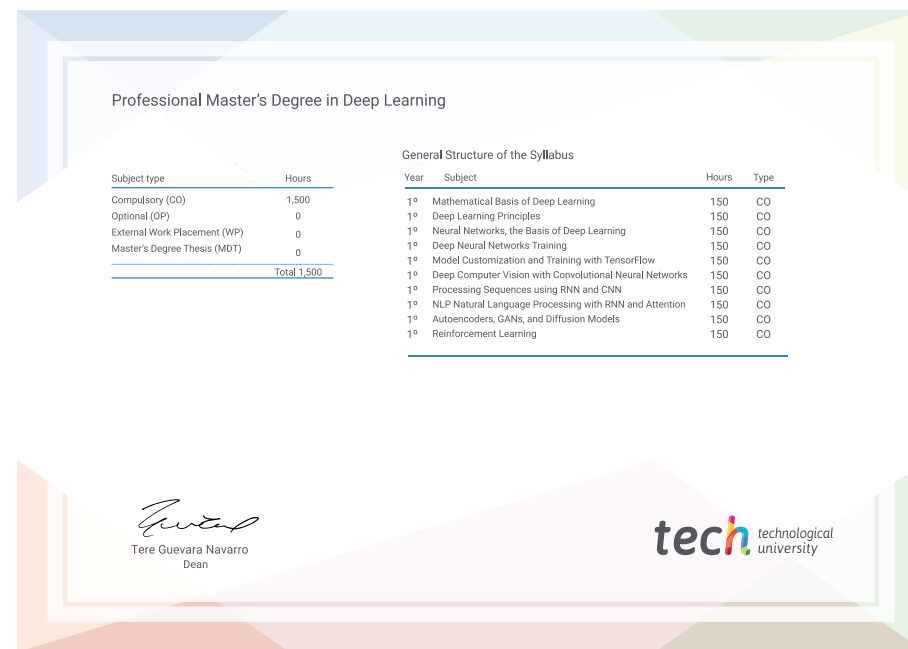 Professional Master's Degree in Deep Learning
Subject type Hours
Compulsory (CO) 1,500
Optional (OP) 0
External Work Placement (WP) 0
Master's Degree Thesis (MDT) 0
Total 1,500
General Structure of the Syllabus
Year Subject Hours Type
1º Mathematical Basis of Deep Learning 150 CO
1º Deep Learning Principles 150 CO
1º Neural Networks, the Basis of Deep Learning 150 CO
1º Deep Neural Networks Training 150 CO
1º Model Customization and Training with TensorFlow 150 CO
1º Deep Computer Vision with Convolutional Neural Networks 150 CO
1º Processing Sequences using RNN and CNN 150 CO
1º NLP Natural Language Processing with RNN and Attention 150 CO
1º Autoencoders, GANs, and Diffusion Models 150 CO
1º Reinforcement Learning 150 CO
Tere Guevara Navarro
Dean
tech technological
university